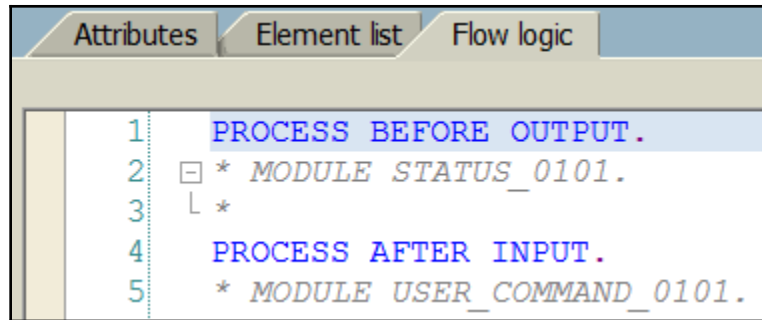 Attributes Element list Flow logic
1 PROCESS BEFORE OUTPUT.
2 * MODULE STATUS_0101.
3 *
4 PROCESS AFTER INPUT.
5 * MODULE USER_COMMAND_0101.